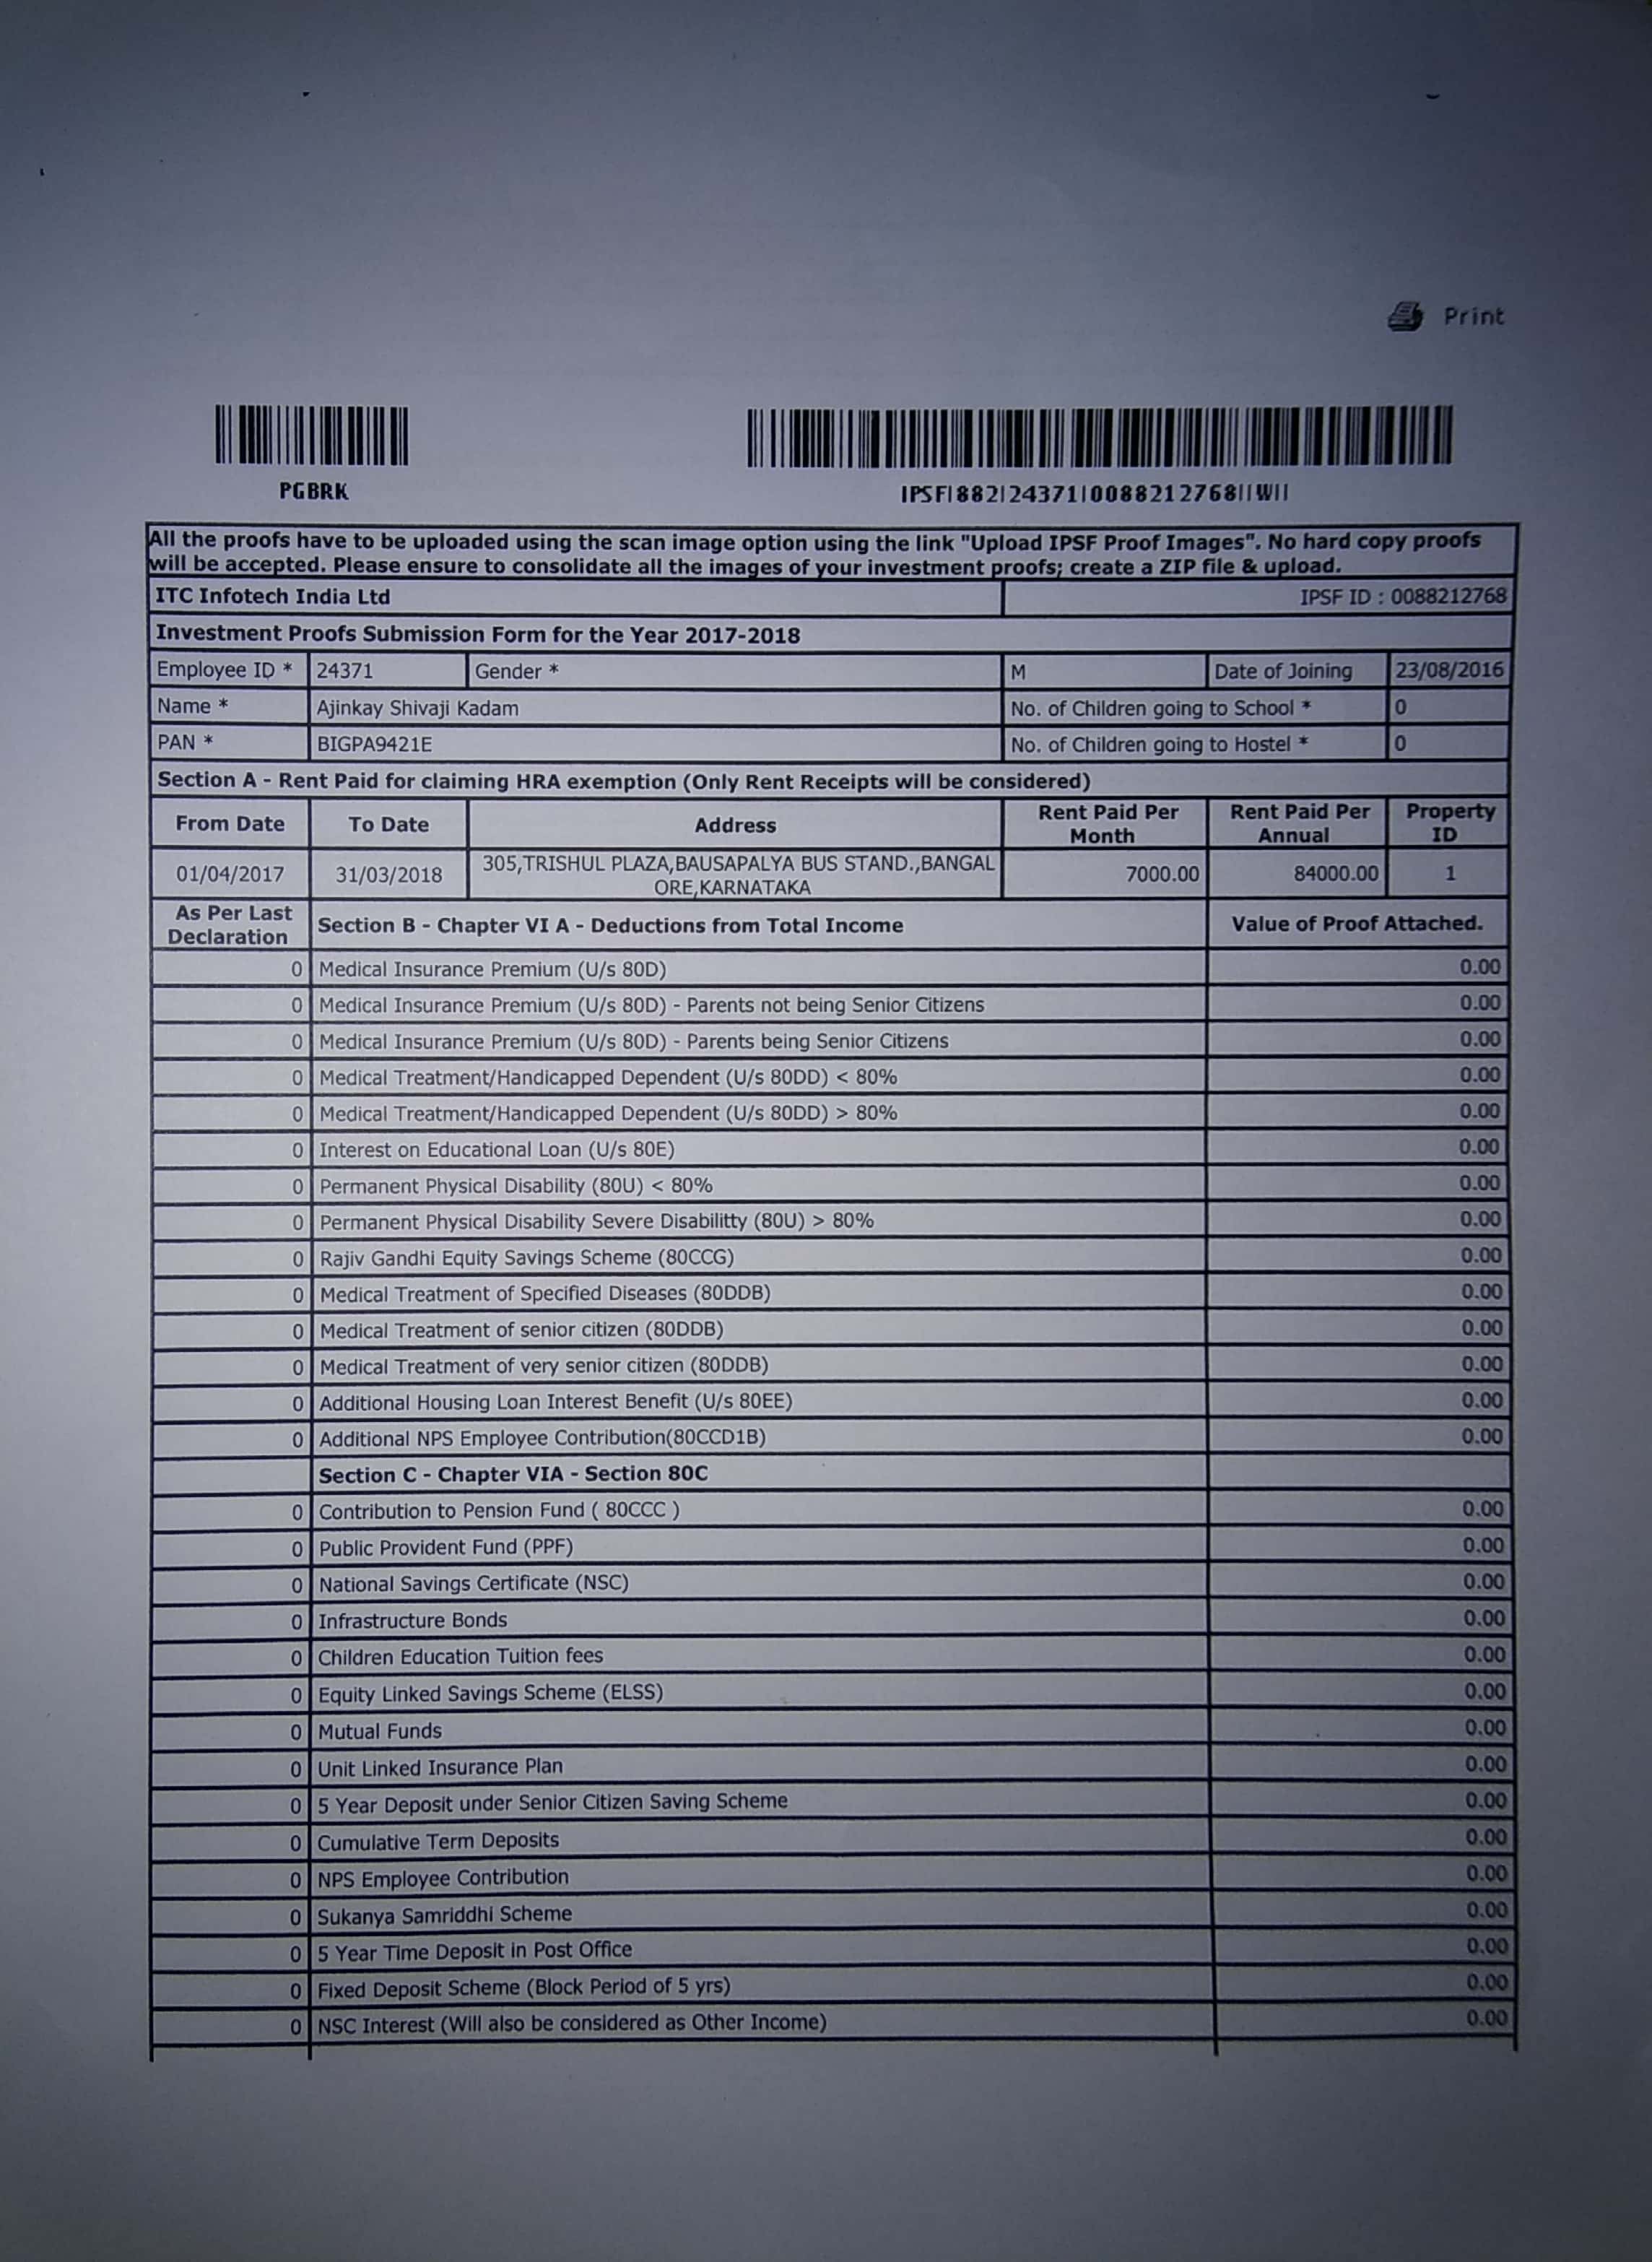 Print
PGBRK
IPSF|882|24371|0088212768||WII
All the proofs have to be uploaded using the scan image option using the link "Upload IPSF Proof Images". No hard copy proofs
will be accepted. Please ensure to consolidate all the images of your investment proofs; create a ZIP file & upload.
ITC Infotech India Ltd IPSF ID : 0088212768
Investment Proofs Submission Form for the Year 2017-2018
Employee ID * 24371 Gender * M Date of Joining 23/08/2016
Name * Ajinkay Shivaji Kadam No. of Children going to School * 0
PAN * BIGPA9421E No. of Children going to Hostel * 0
Section A - Rent Paid for claiming HRA exemption (Only Rent Receipts will be considered)
From Date To Date Address Rent Paid Per Month Rent Paid Per Annual Property ID
01/04/2017 31/03/2018 305,TRISHUL PLAZA,BAUSAPALYA BUS STAND.,BANGAL
ORE,KARNATAKA 7000.00 84000.00 1
As Per Last Declaration Section B - Chapter VI A - Deductions from Total Income Value of Proof Attached.
0 Medical Insurance Premium (U/s 80D) 0.00
0 Medical Insurance Premium (U/s 80D) - Parents not being Senior Citizens 0.00
0 Medical Insurance Premium (U/s 80D) - Parents being Senior Citizens 0.00
0 Medical Treatment/Handicapped Dependent (U/s 80DD) < 80% 0.00
0 Medical Treatment/Handicapped Dependent (U/s 80DD) > 80% 0.00
0 Interest on Educational Loan (U/s 80E) 0.00
0 Permanent Physical Disability (80U) < 80% 0.00
0 Permanent Physical Disability Severe Disabilitty (80U) > 80% 0.00
0 Rajiv Gandhi Equity Savings Scheme (80CCG) 0.00
0 Medical Treatment of Specified Diseases (80DDB) 0.00
0 Medical Treatment of senior citizen (80DDB) 0.00
0 Medical Treatment of very senior citizen (80DDB) 0.00
0 Additional Housing Loan Interest Benefit (U/s 80EE) 0.00
0 Additional NPS Employee Contribution(80CCD1B) 0.00
Section C - Chapter VIA - Section 80C
0 Contribution to Pension Fund ( 80CCC ) 0.00
0 Public Provident Fund (PPF) 0.00
0 National Savings Certificate (NSC) 0.00
0 Infrastructure Bonds 0.00
0 Children Education Tuition fees 0.00
0 Equity Linked Savings Scheme (ELSS) 0.00
0 Mutual Funds 0.00
0 Unit Linked Insurance Plan 0.00
0 5 Year Deposit under Senior Citizen Saving Scheme 0.00
0 Cumulative Term Deposits 0.00
0 NPS Employee Contribution 0.00
0 Sukanya Samriddhi Scheme 0.00
0 5 Year Time Deposit in Post Office 0.00
0 Fixed Deposit Scheme (Block Period of 5 yrs) 0.00
0 NSC Interest (Will also be considered as Other Income) 0.00